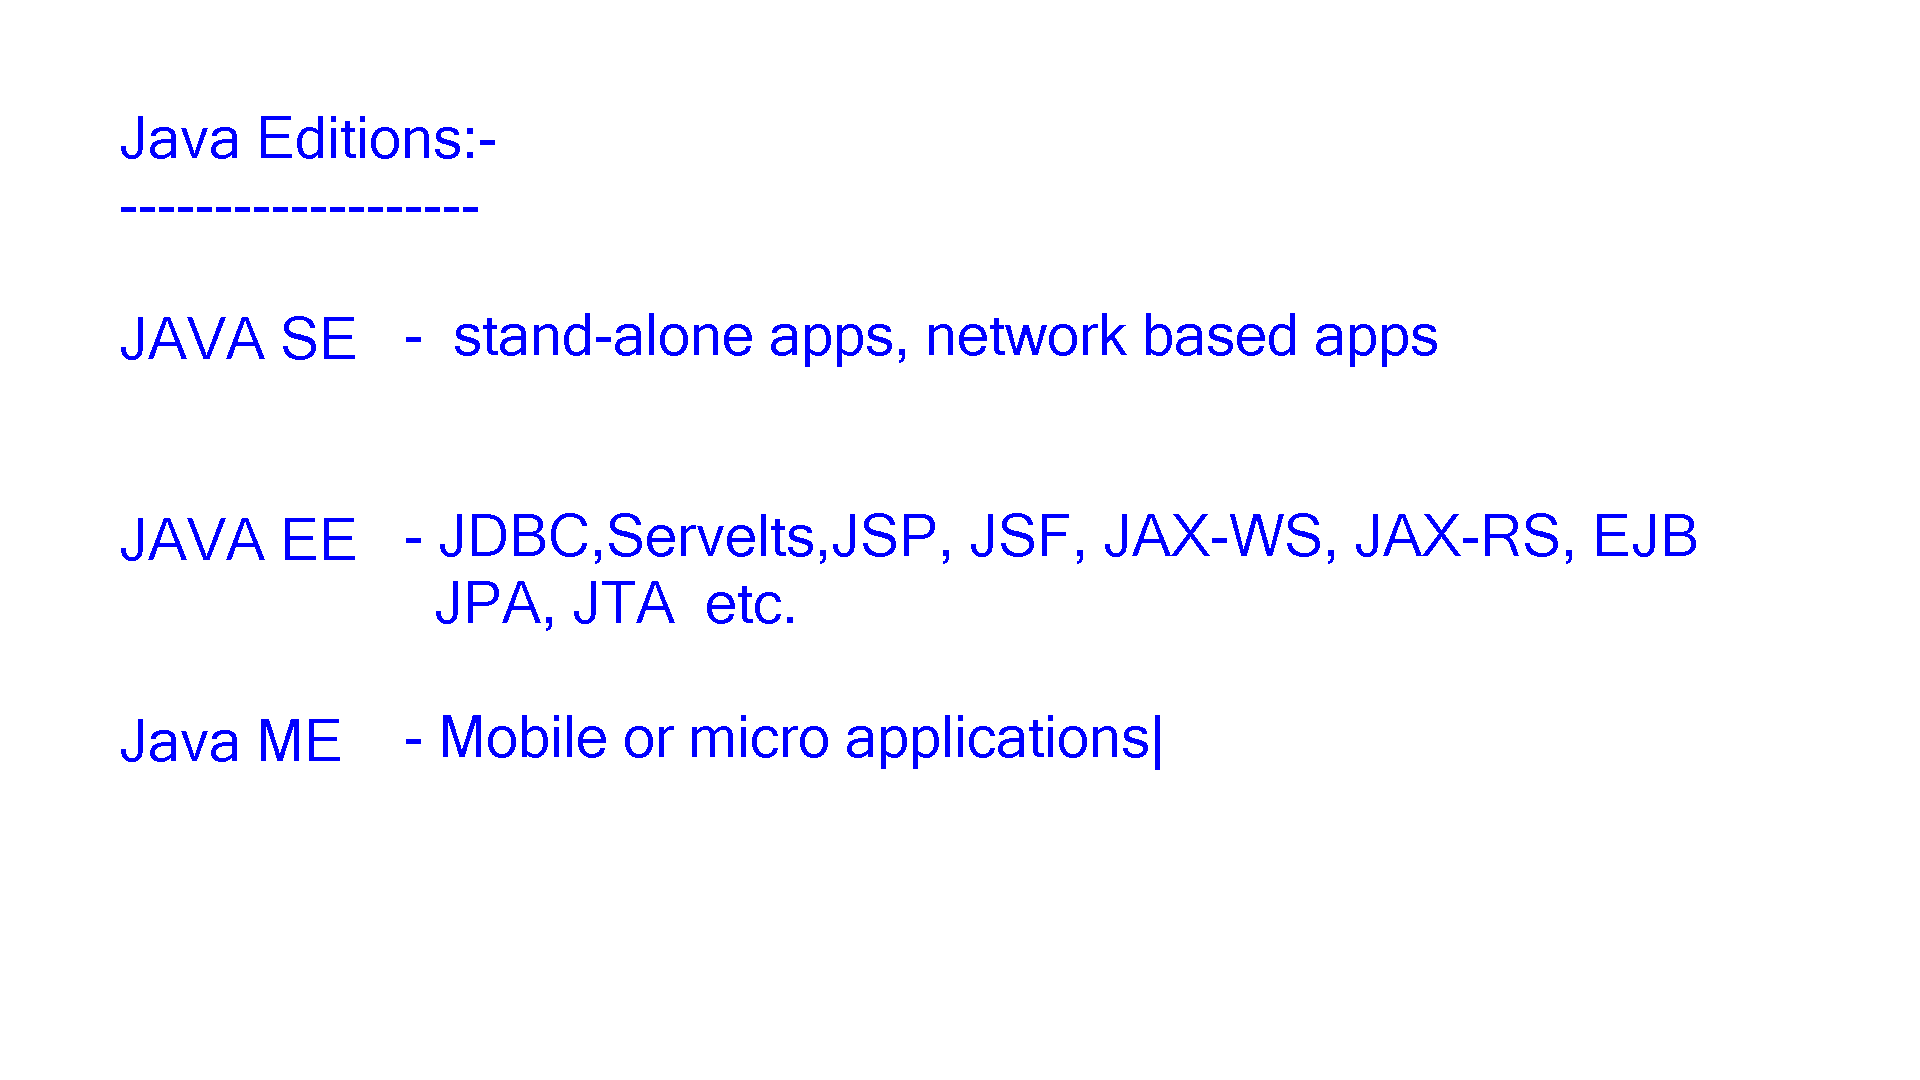 Java Editions:-
-------------------
JAVA SE - stand-alone apps, network based apps
JAVA EE - JDBC,Servelts,JSP, JSF, JAX-WS, JAX-RS, EJB
JPA, JTA etc.
Java ME - Mobile or micro applications|